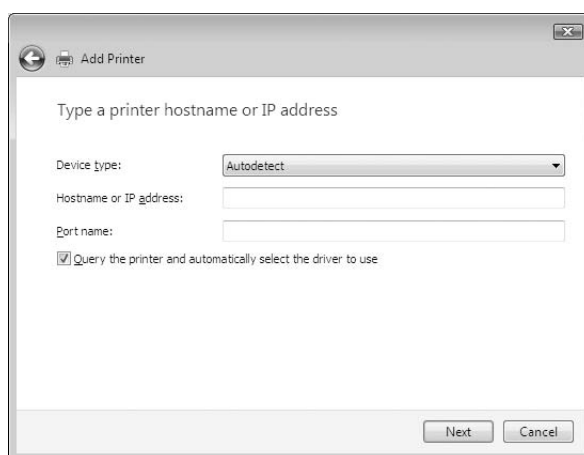 Add Printer
Type a printer hostname or IP address
Device type: Autodetect
Hostname or IP address:
Port name:
Query the printer and automatically select the driver to use
Next Cancel